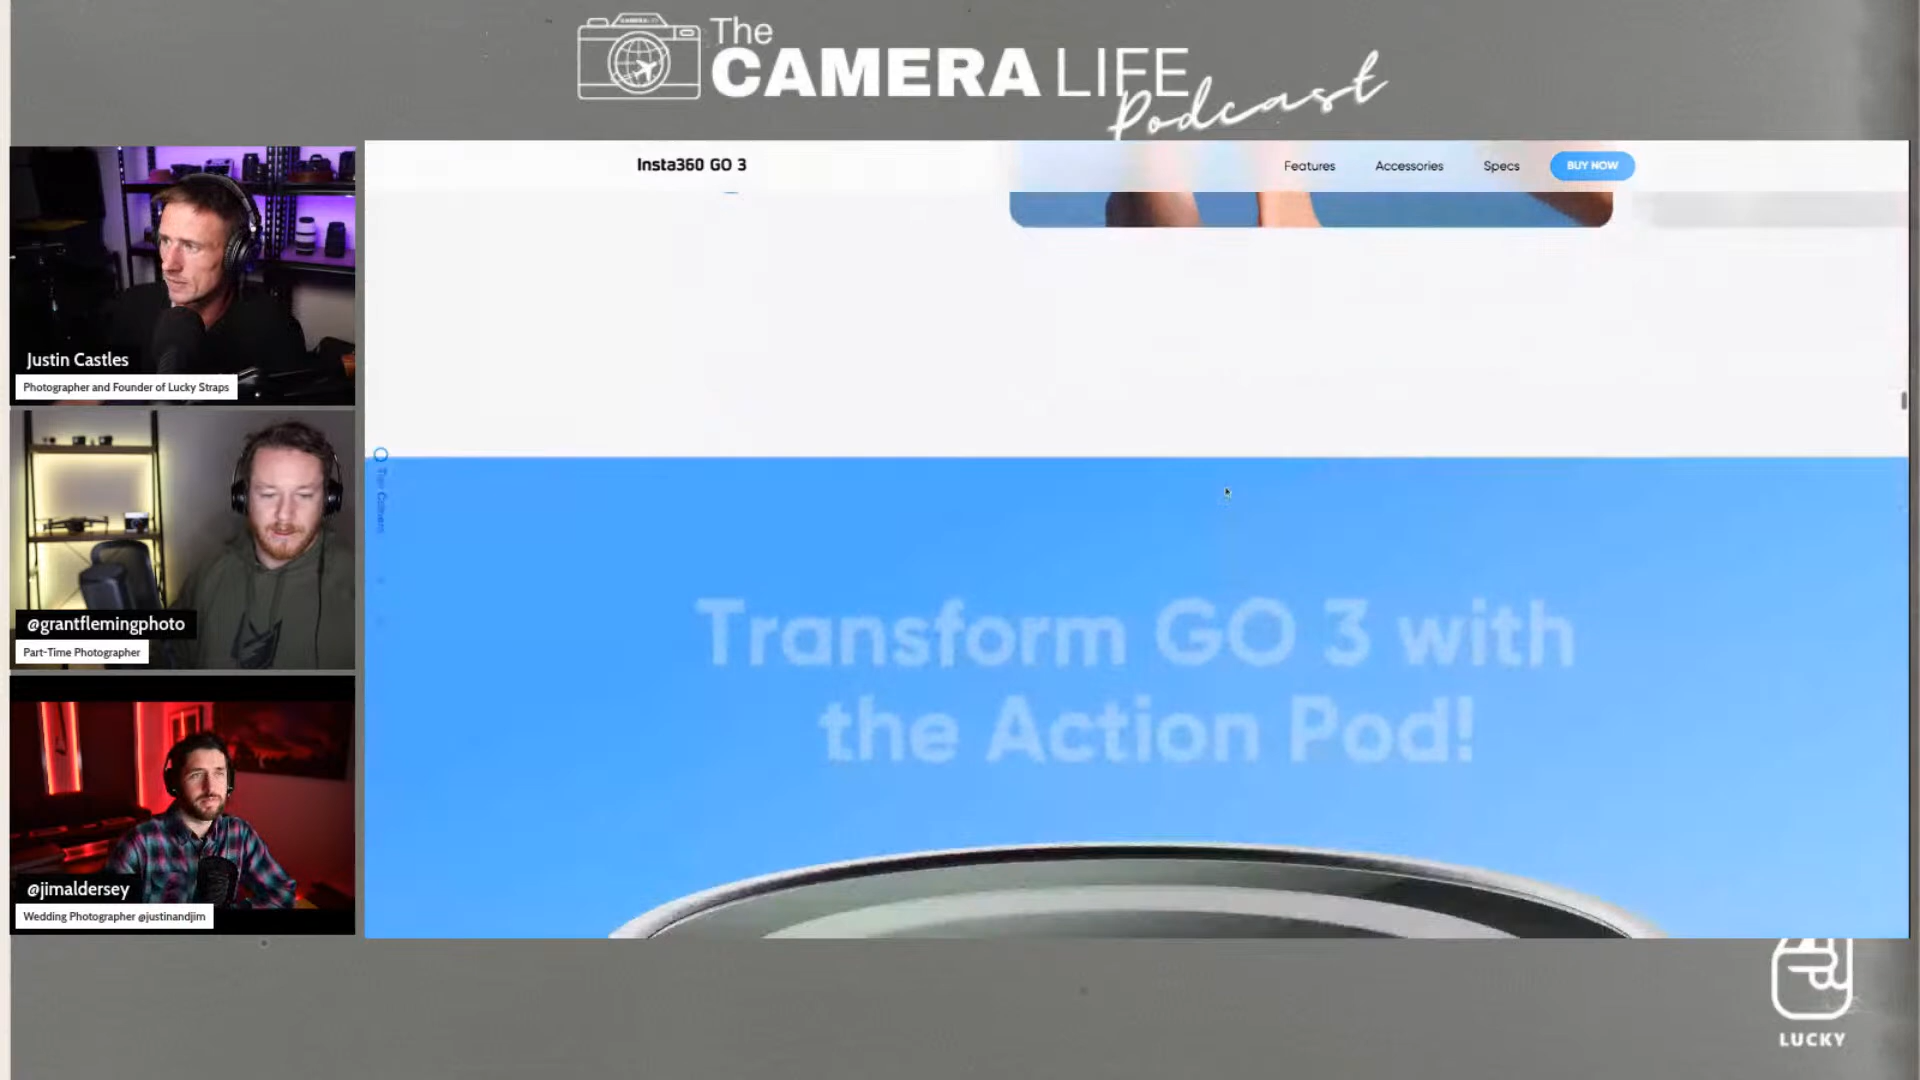 The
CAMERA LIFE
Podcast
Insta360 GO 3
Features
Accessories
Specs
BUY NOW
Justin Castles
Photographer and Founder of Lucky Straps
@grantflemingphoto
Part-Time Photographer
@jimaldersey
Wedding Photographer @justinandjim
Transform GO 3 with
the Action Pod!
LUCKY